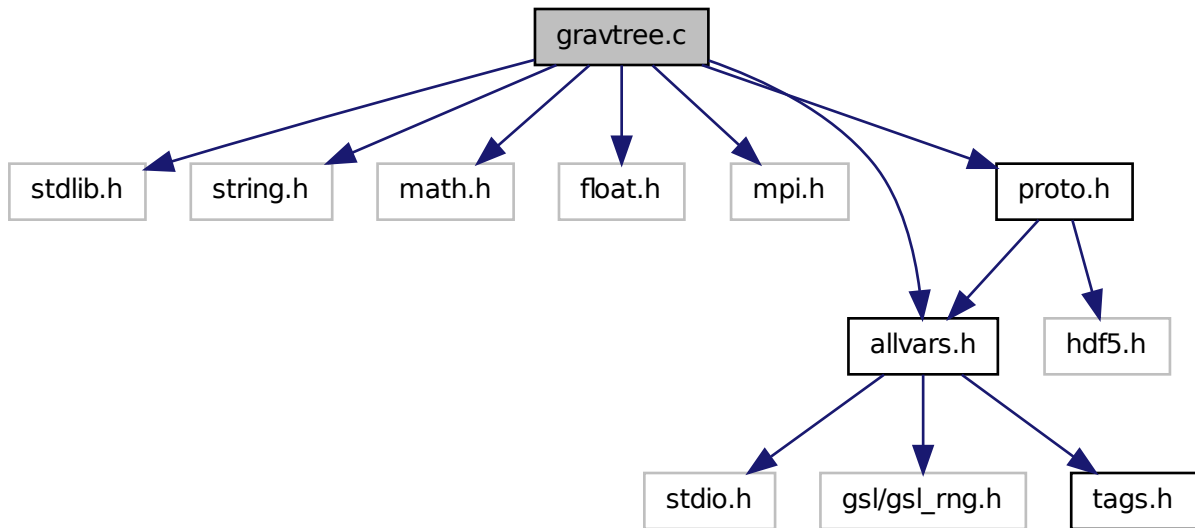 gravtree.c
stdlib.h
string.h
math.h
float.h
mpi.h
proto.h
allvars.h
hdf5.h
stdio.h
gsl/gsl_rng.h
tags.h